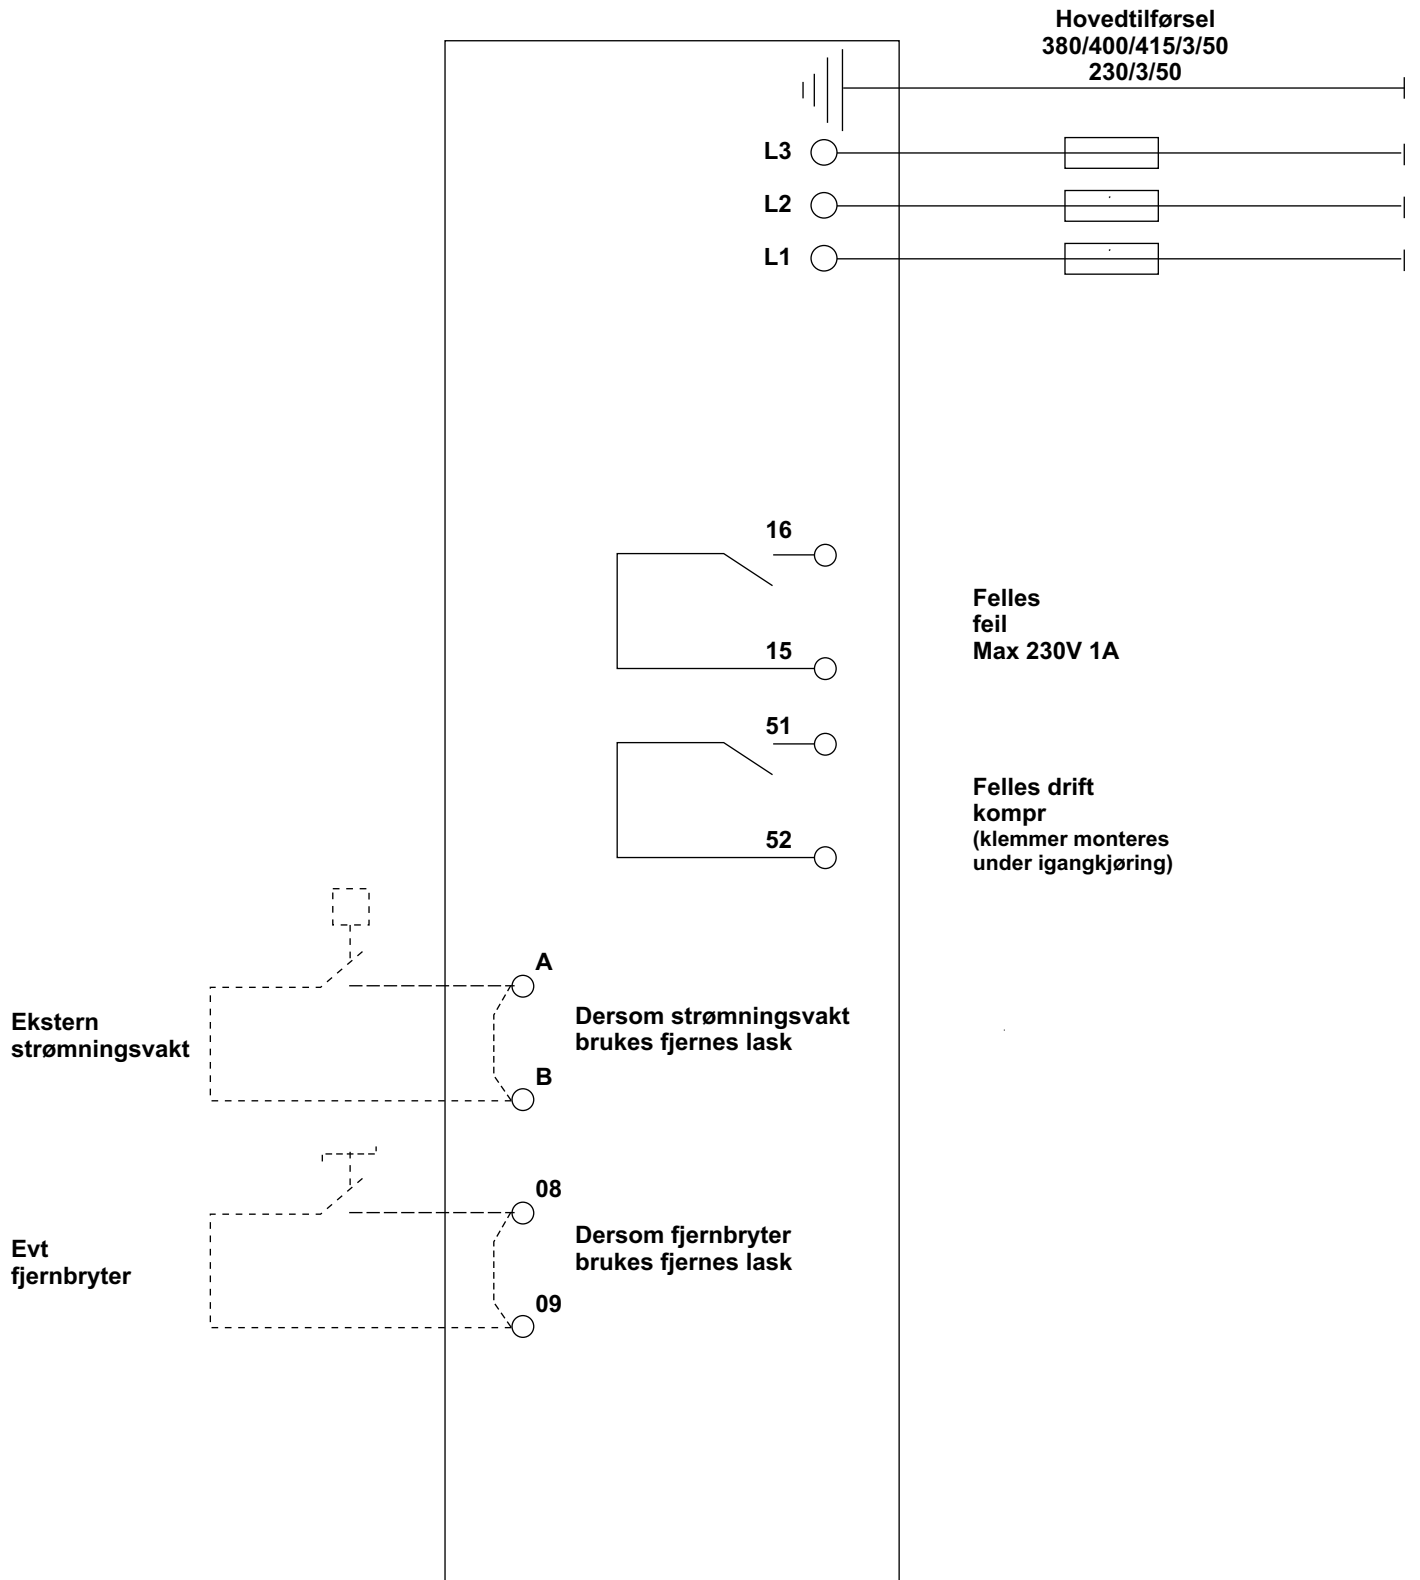 Hovedtilførsel
380/400/415/3/50
230/3/50
L3
L2
L1
16
15
Felles
feil
Max 230V 1A
51
52
Felles drift
kompr
(klemmer monteres
under igangkjøring)
Ekstern
strømningsvakt
A
B
Dersom strømningsvakt
brukes fjernes lask
Evt
fjernbryter
08
09
Dersom fjernbryter
brukes fjernes lask